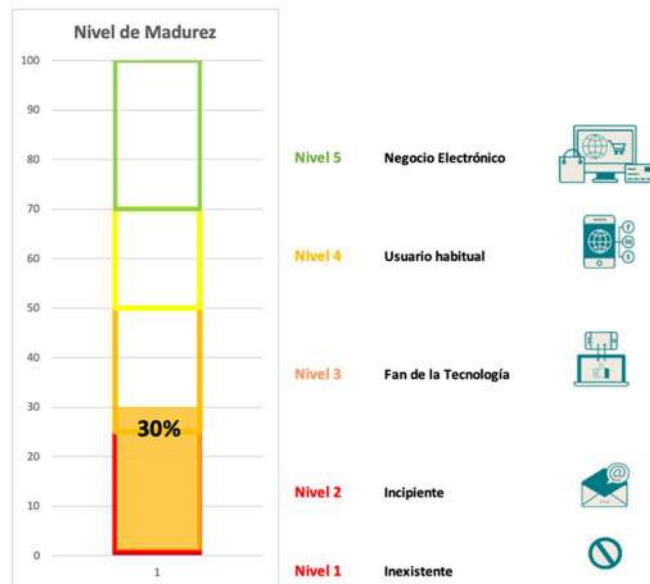 Nivel de Madurez
100
90
80
70
60
50
40
30
20
10
0
30%
1
Nivel 5 Negocio Electrónico
Nivel 4 Usuario habitual
Nivel 3 Fan de la Tecnología
Nivel 2 Incipiente
Nivel 1 Inexistente